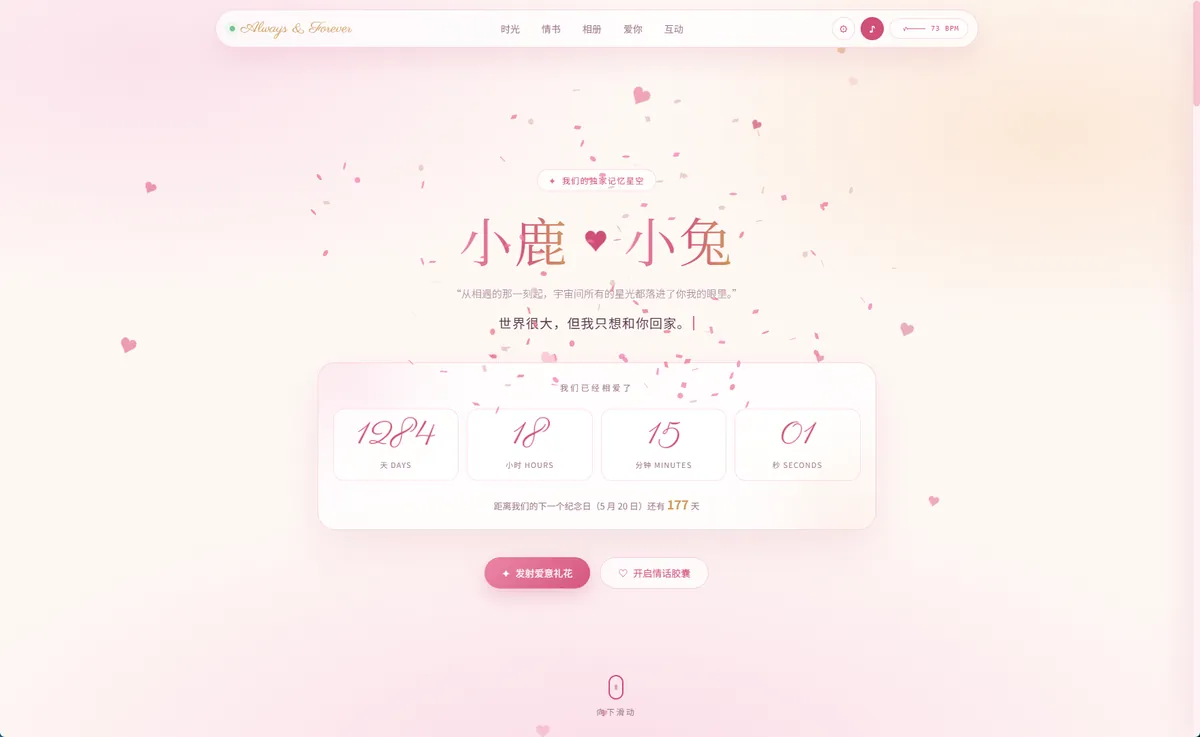 Always & Forever
时光
情书
相册
爱你
互动
73 BPM
✦ 我们的独家记忆星空
小鹿 ♥ 小兔
“从相遇的那一刻起，宇宙间所有的星光都落进了你我的眼里。”
世界很大，但我只想和你回家。
我们已经相爱了
1284
天 DAYS
18
小时 HOURS
15
分钟 MINUTES
01
秒 SECONDS
距离我们的下一个纪念日（5 月 20 日）还有 177 天
✦ 发射爱意礼花
♡ 开启情话胶囊
向下滑动